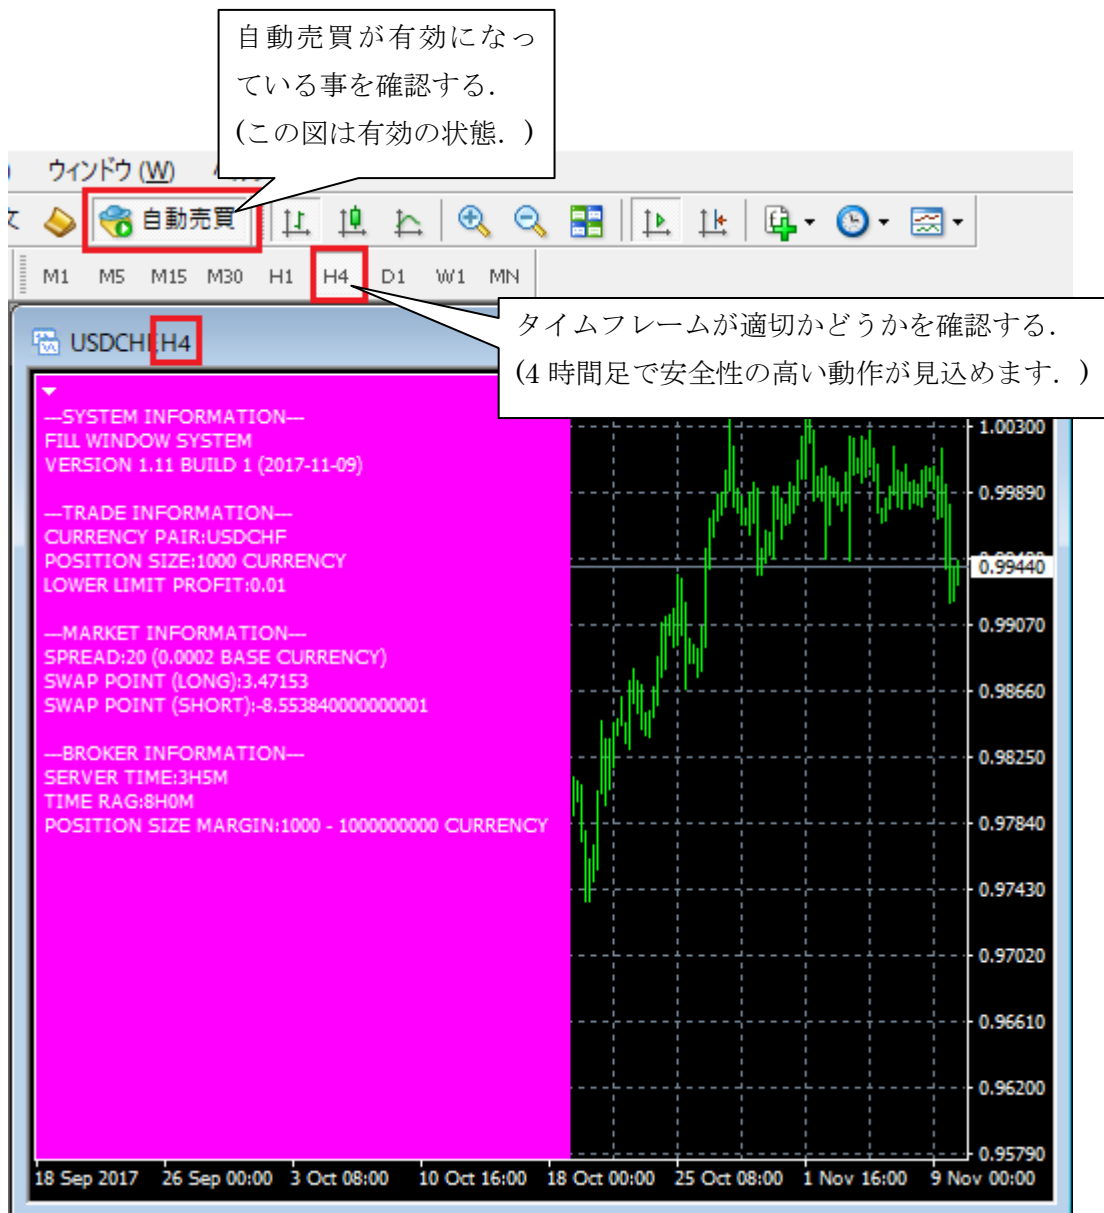 自動売買が有効になっ
ている事を確認する．
(この図は有効の状態．)
ウィンドウ(W)
自動売買
M1 M5 M15 M30 H1 H4 D1 W1 MN
タイムフレームが適切かどうかを確認する．
(4時間足で安全性の高い動作が見込めます．)
USDCHF,H4
---SYSTEM INFORMATION---
FILL WINDOW SYSTEM
VERSION 1.11 BUILD 1 (2017-11-09)
---TRADE INFORMATION---
CURRENCY PAIR:USDCHF
POSITION SIZE:1000 CURRENCY
LOWER LIMIT PROFIT:0.01
---MARKET INFORMATION---
SPREAD:20 (0.0002 BASE CURRENCY)
SWAP POINT (LONG):3.47153
SWAP POINT (SHORT):-8.553840000000001
---BROKER INFORMATION---
SERVER TIME:3H5M
TIME RAG:8H0M
POSITION SIZE MARGIN:1000 - 1000000000 CURRENCY
1.00300
0.99890
0.99440
0.99070
0.98660
0.98250
0.97840
0.97430
0.97020
0.96610
0.96200
0.95790
18 Sep 2017 26 Sep 00:00 3 Oct 08:00 10 Oct 16:00 18 Oct 00:00 25 Oct 08:00 1 Nov 16:00 9 Nov 00:00